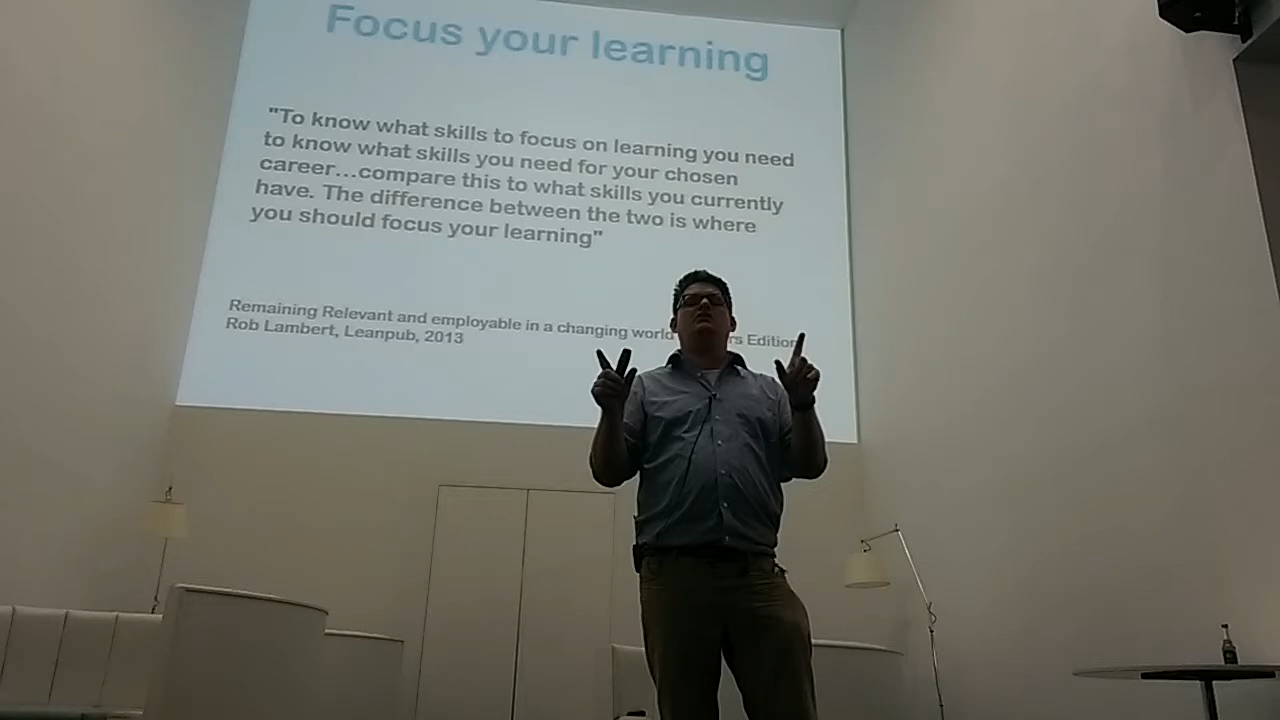 Focus your learning
"To know what skills to focus on learning you need
to know what skills you need for your chosen
career...compare this to what skills you currently
have. The difference between the two is where
you should focus your learning"
Remaining Relevant and employable in a changing world Edition
Rob Lambert, Leanpub, 2013